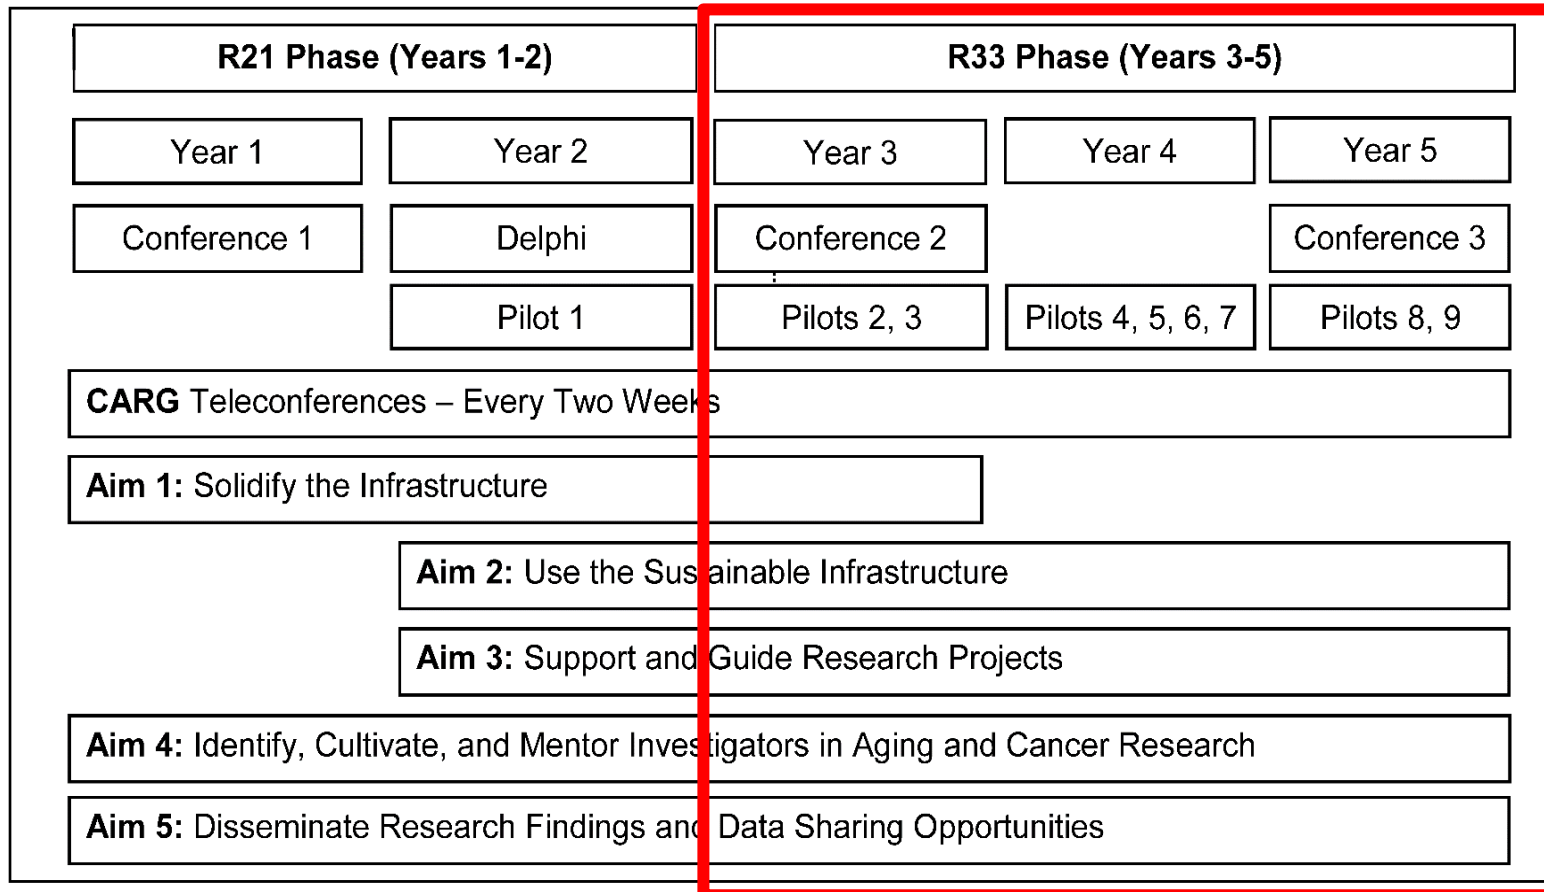 R21 Phase (Years 1-2)
R33 Phase (Years 3-5)
Year 1
Year 2
Year 3
Year 4
Year 5
Conference 1
Delphi
Conference 2
Conference 3
Pilot 1
Pilots 2, 3
Pilots 4, 5, 6, 7
Pilots 8, 9
CARG Teleconferences – Every Two Weeks
Aim 1: Solidify the Infrastructure
Aim 2: Use the Sustainable Infrastructure
Aim 3: Support and Guide Research Projects
Aim 4: Identify, Cultivate, and Mentor Investigators in Aging and Cancer Research
Aim 5: Disseminate Research Findings and Data Sharing Opportunities